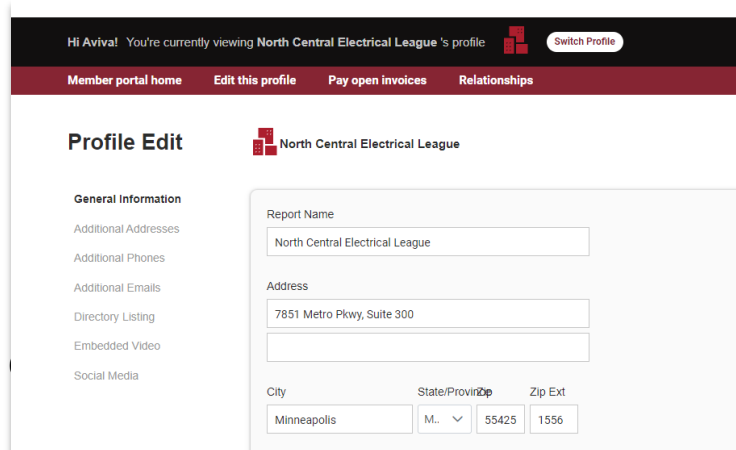 Hi Aviva! You're currently viewing North Central Electrical League 's profile Switch Profile
Member portal home Edit this profile Pay open invoices Relationships
Profile Edit
North Central Electrical League
General Information
Additional Addresses
Additional Phones
Additional Emails
Directory Listing
Embedded Video
Social Media
Report Name
North Central Electrical League
Address
7851 Metro Pkwy, Suite 300
City State/Province Zip Zip Ext
Minneapolis M.. 55425 1556